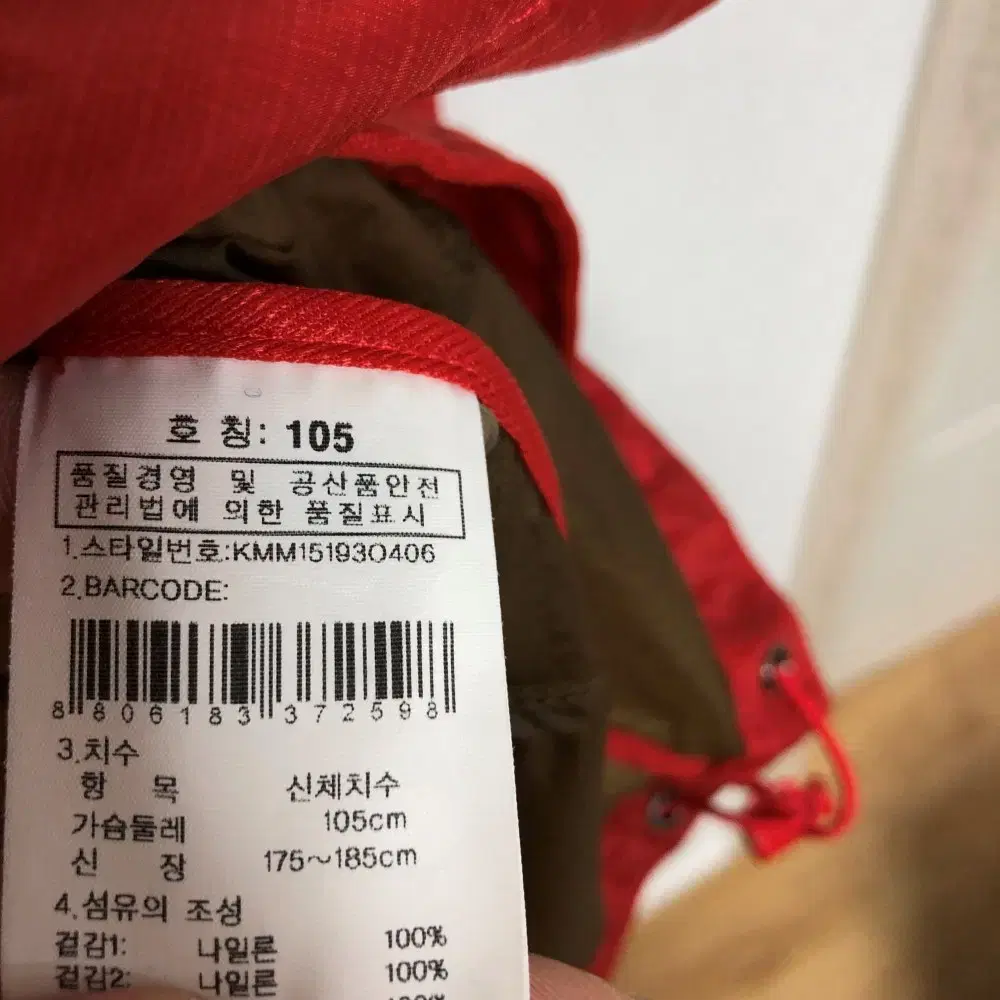 호 칭: 105
품질경영 및 공산품안전
관리법에 의한 품질표시
1.스타일번호:KMM15193O406
2.BARCODE:
8 806183 372598
3.치수
항 목 신체치수
가슴둘레 105cm
신 장 175~185cm
4.섬유의 조성
겉감1: 나일론 100%
겉감2: 나일론 100%
100%